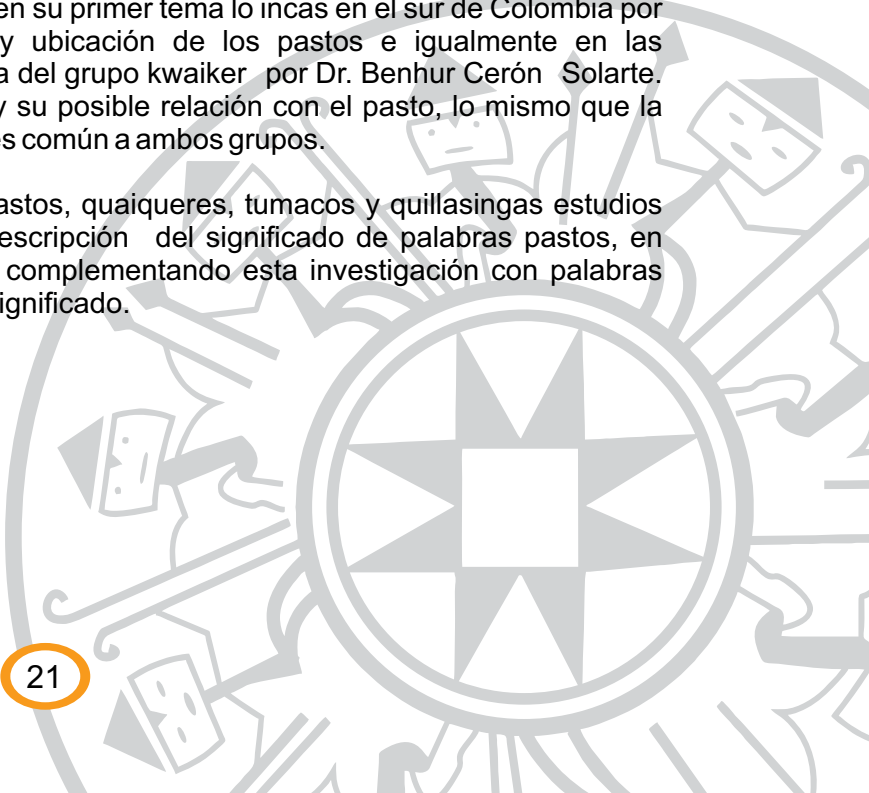 en su primer tema lo incas en el sur de Colombia por
y ubicación de los pastos e igualmente en las
a del grupo kwaiker por Dr. Benhur Cerón Solarte.
y su posible relación con el pasto, lo mismo que la
es común a ambos grupos.
astos, quaiqueres, tumacos y quillasingas estudios
escripción del significado de palabras pastos, en
complementando esta investigación con palabras
ignificado.
21